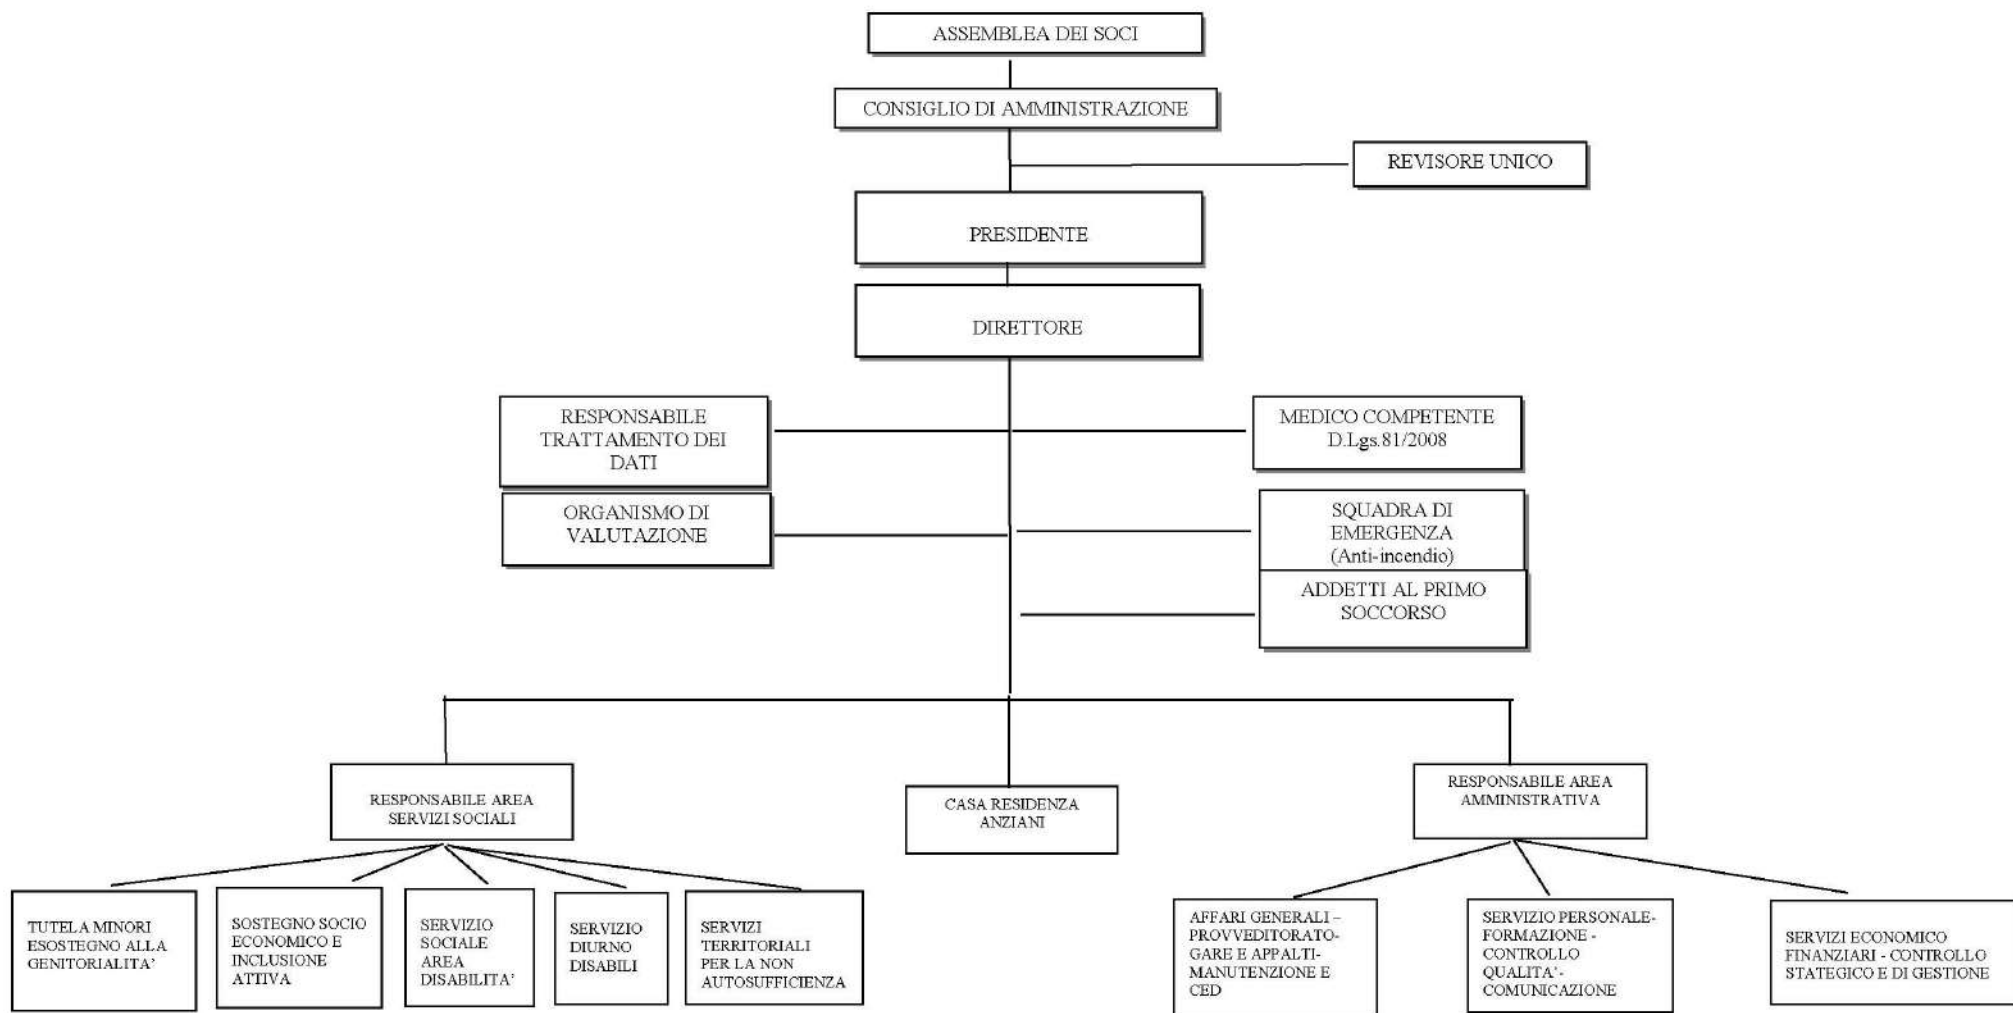 ASSEMBLEA DEI SOCI
CONSIGLIO DI AMMINISTRAZIONE
REVISORE UNICO
PRESIDENTE
DIRETTORE
RESPONSABILE
TRATTAMENTO DEI
DATI
MEDICO COMPETENTE
D.Lgs.81/2008
ORGANISMO DI
VALUTAZIONE
SQUADRA DI
EMERGENZA
(Anti-incendio)
ADDETTI AL PRIMO
SOCCORSO
RESPONSABILE AREA
SERVIZI SOCIALI
CASA RESIDENZA
ANZIANI
RESPONSABILE AREA
AMMINISTRATIVA
TUTELA MINORI
ESOSTEGNO ALLA
GENITORIALITA’
SOSTEGNO SOCIO
ECONOMICO E
INCLUSIONE
ATTIVA
SERVIZIO
SOCIALE
AREA
DISABILITA’
SERVIZIO
DIURNO
DISABILI
SERVIZI
TERRITORIALI
PER LA NON
AUTOSUFFICIENZA
AFFARI GENERALI –
PROVVEDITORATO-
GARE E APPALTI-
MANUTENZIONE E
CED
SERVIZIO PERSONALE-
FORMAZIONE -
CONTROLLO
QUALITA’-
COMUNICAZIONE
SERVIZI ECONOMICO
FINANZIARI - CONTROLLO
STATEGICO E DI GESTIONE